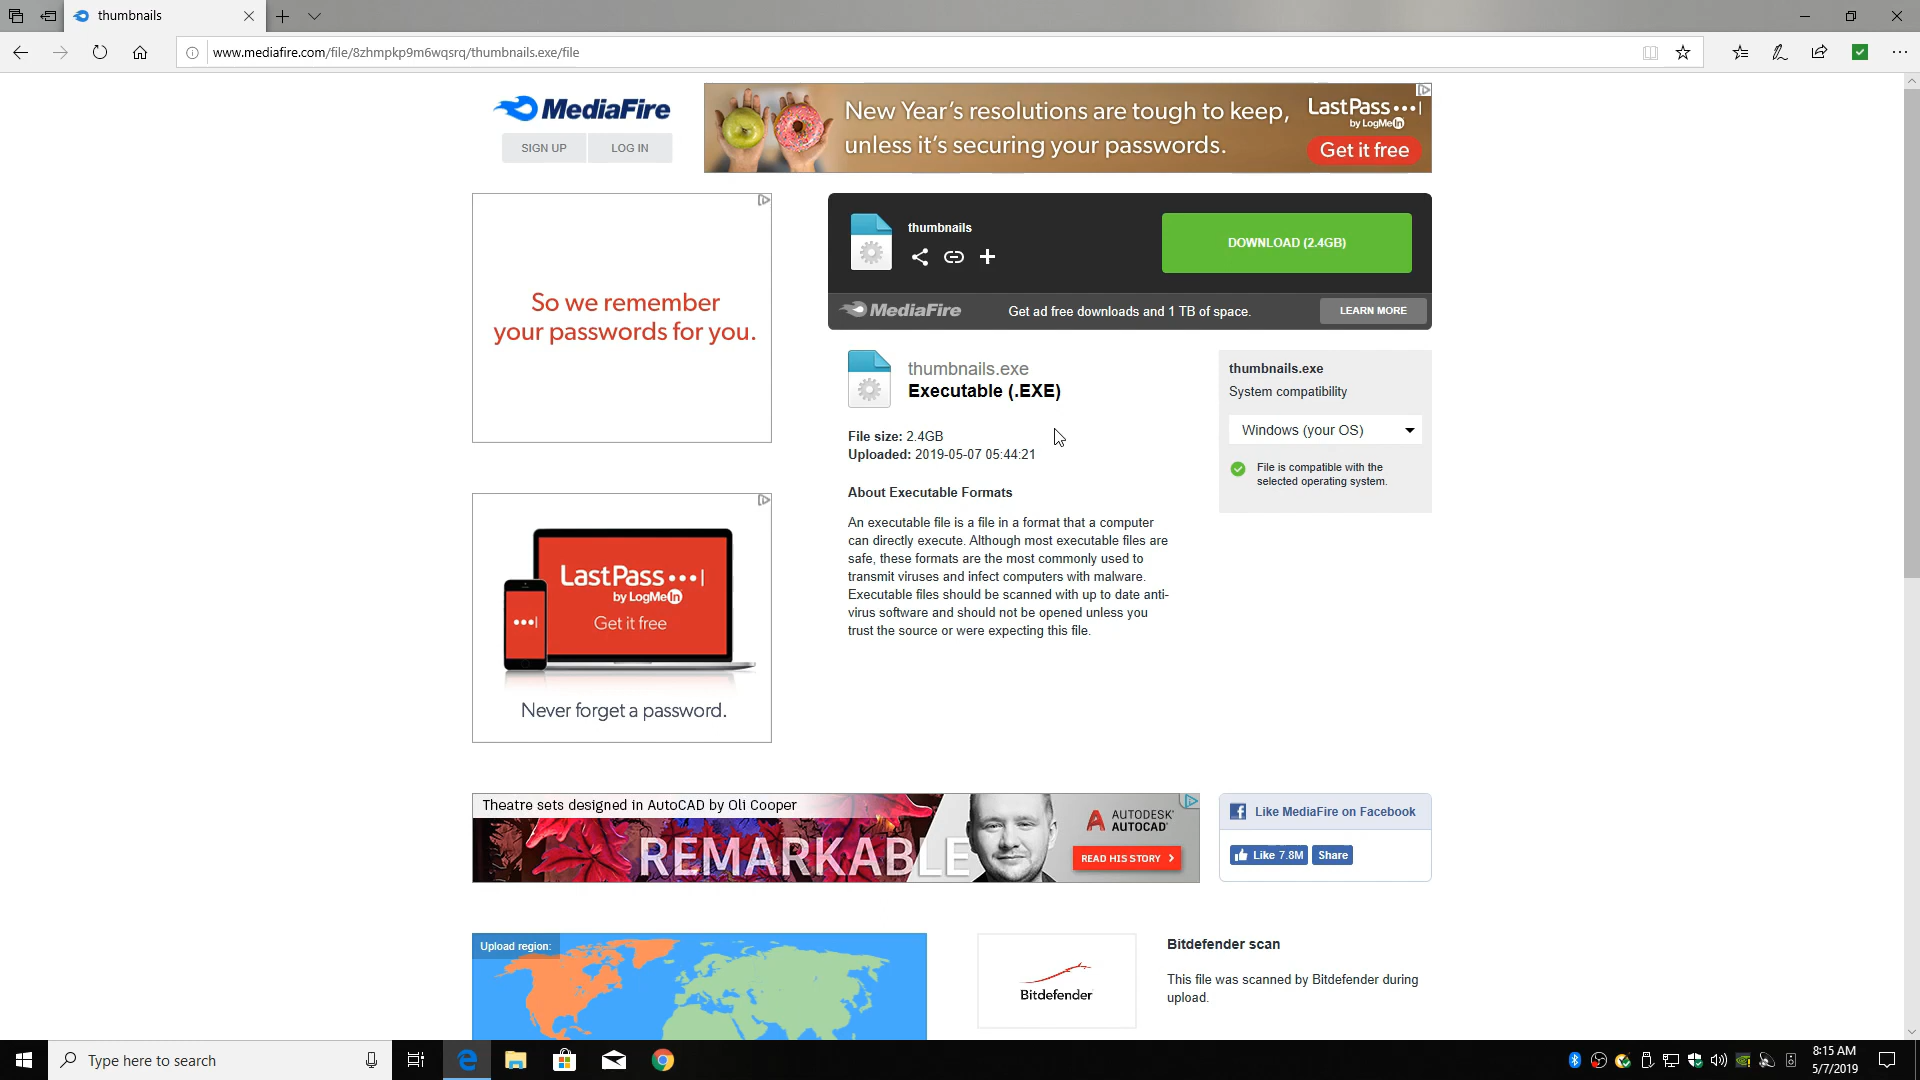 thumbnails
www.mediafire.com/file/8zhmpkp9m6wqsrq/thumbnails.exe/file
MediaFire
SIGN UP
LOG IN
New Year's resolutions are tough to keep,
unless it's securing your passwords.
LastPass •••|
by LogMeIn
Get it free
So we remember
your passwords for you.
thumbnails
DOWNLOAD (2.4GB)
MediaFire
Get ad free downloads and 1 TB of space.
LEARN MORE
thumbnails.exe
Executable (.EXE)
File size: 2.4GB
Uploaded: 2019-05-07 05:44:21
About Executable Formats
An executable file is a file in a format that a computer
can directly execute. Although most executable files are
safe, these formats are the most commonly used to
transmit viruses and infect computers with malware.
Executable files should be scanned with up to date anti-
virus software and should not be opened unless you
trust the source or were expecting this file.
thumbnails.exe
System compatibility
Windows (your OS)
File is compatible with the
selected operating system.
LastPass •••|
by LogMeIn
Get it free
Never forget a password.
Theatre sets designed in AutoCAD by Oli Cooper
REMARKABLE
AUTODESK®
AUTOCAD®
READ HIS STORY >
Like MediaFire on Facebook
Like 7.8M
Share
Upload region:
Bitdefender
Bitdefender scan
This file was scanned by Bitdefender during
upload.
Type here to search
8:15 AM
5/7/2019